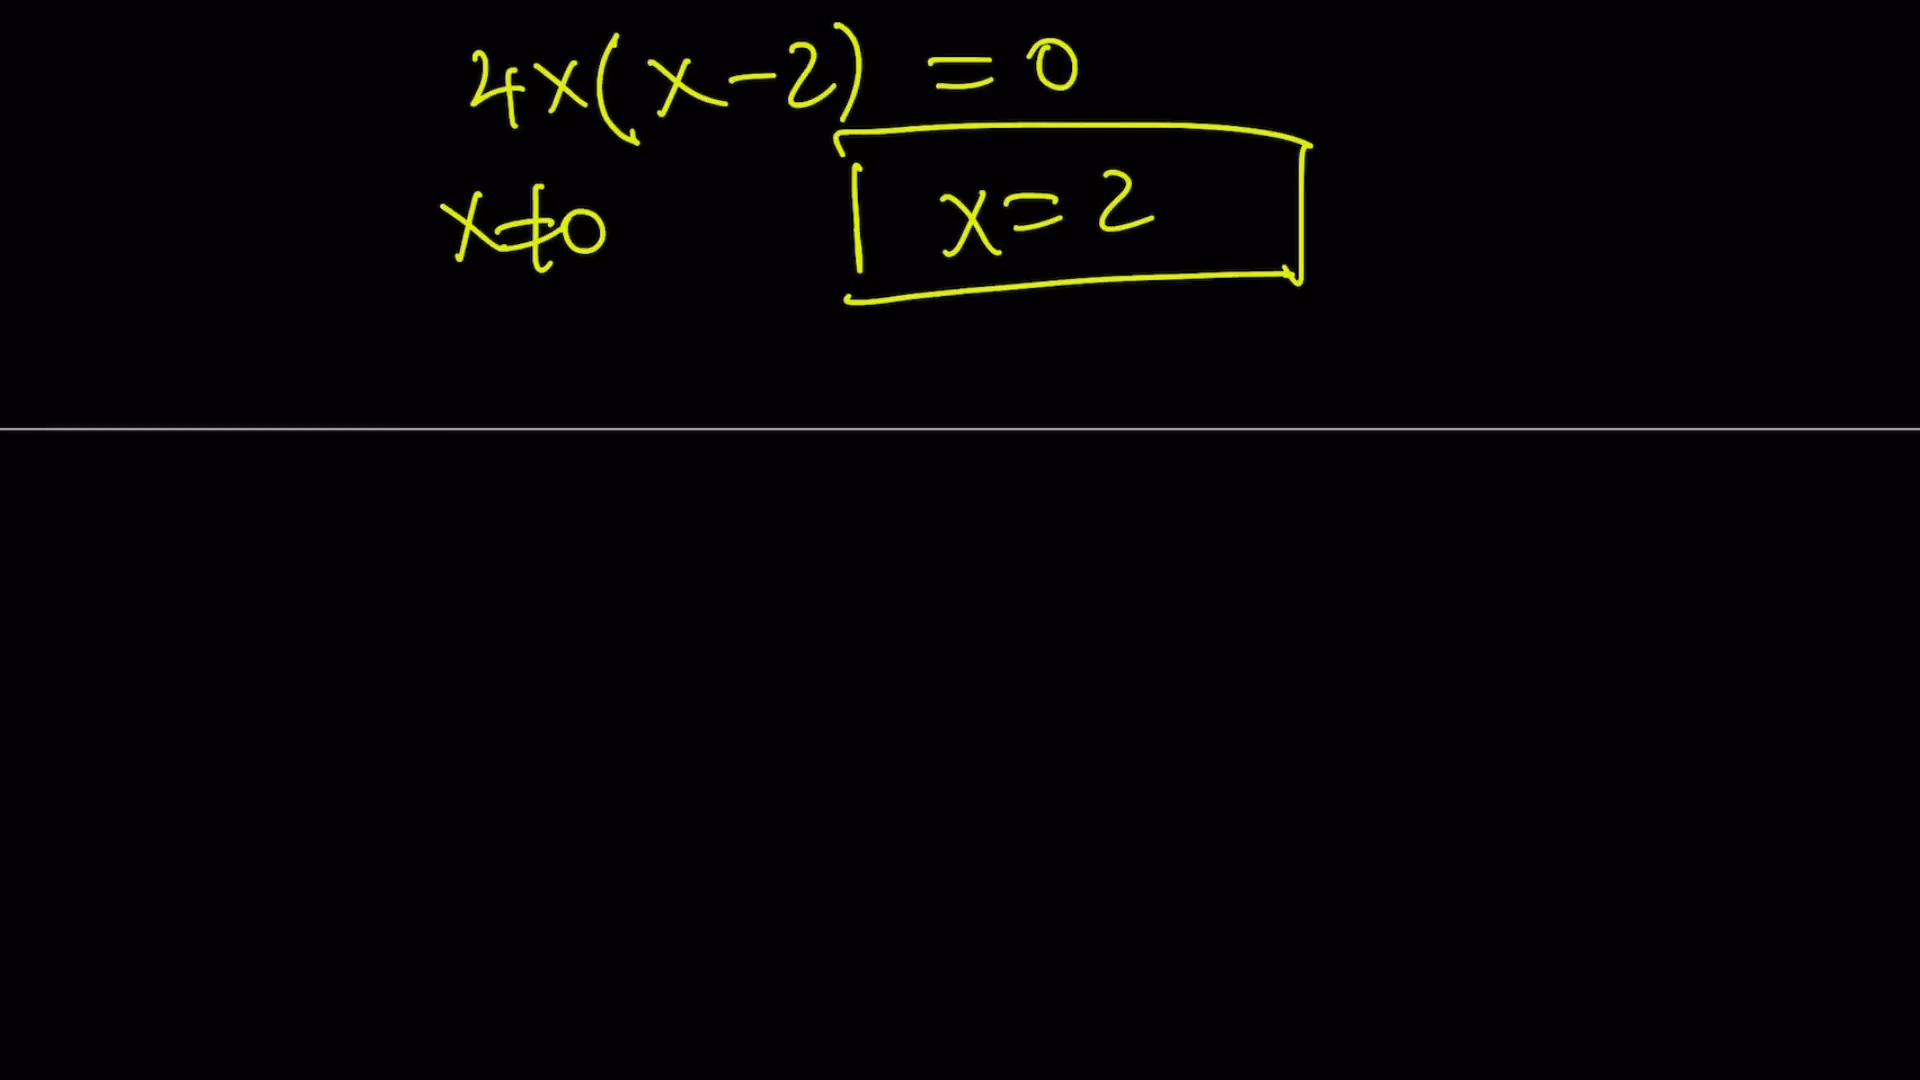 4x(x-2) = 0
x≠0
x=2